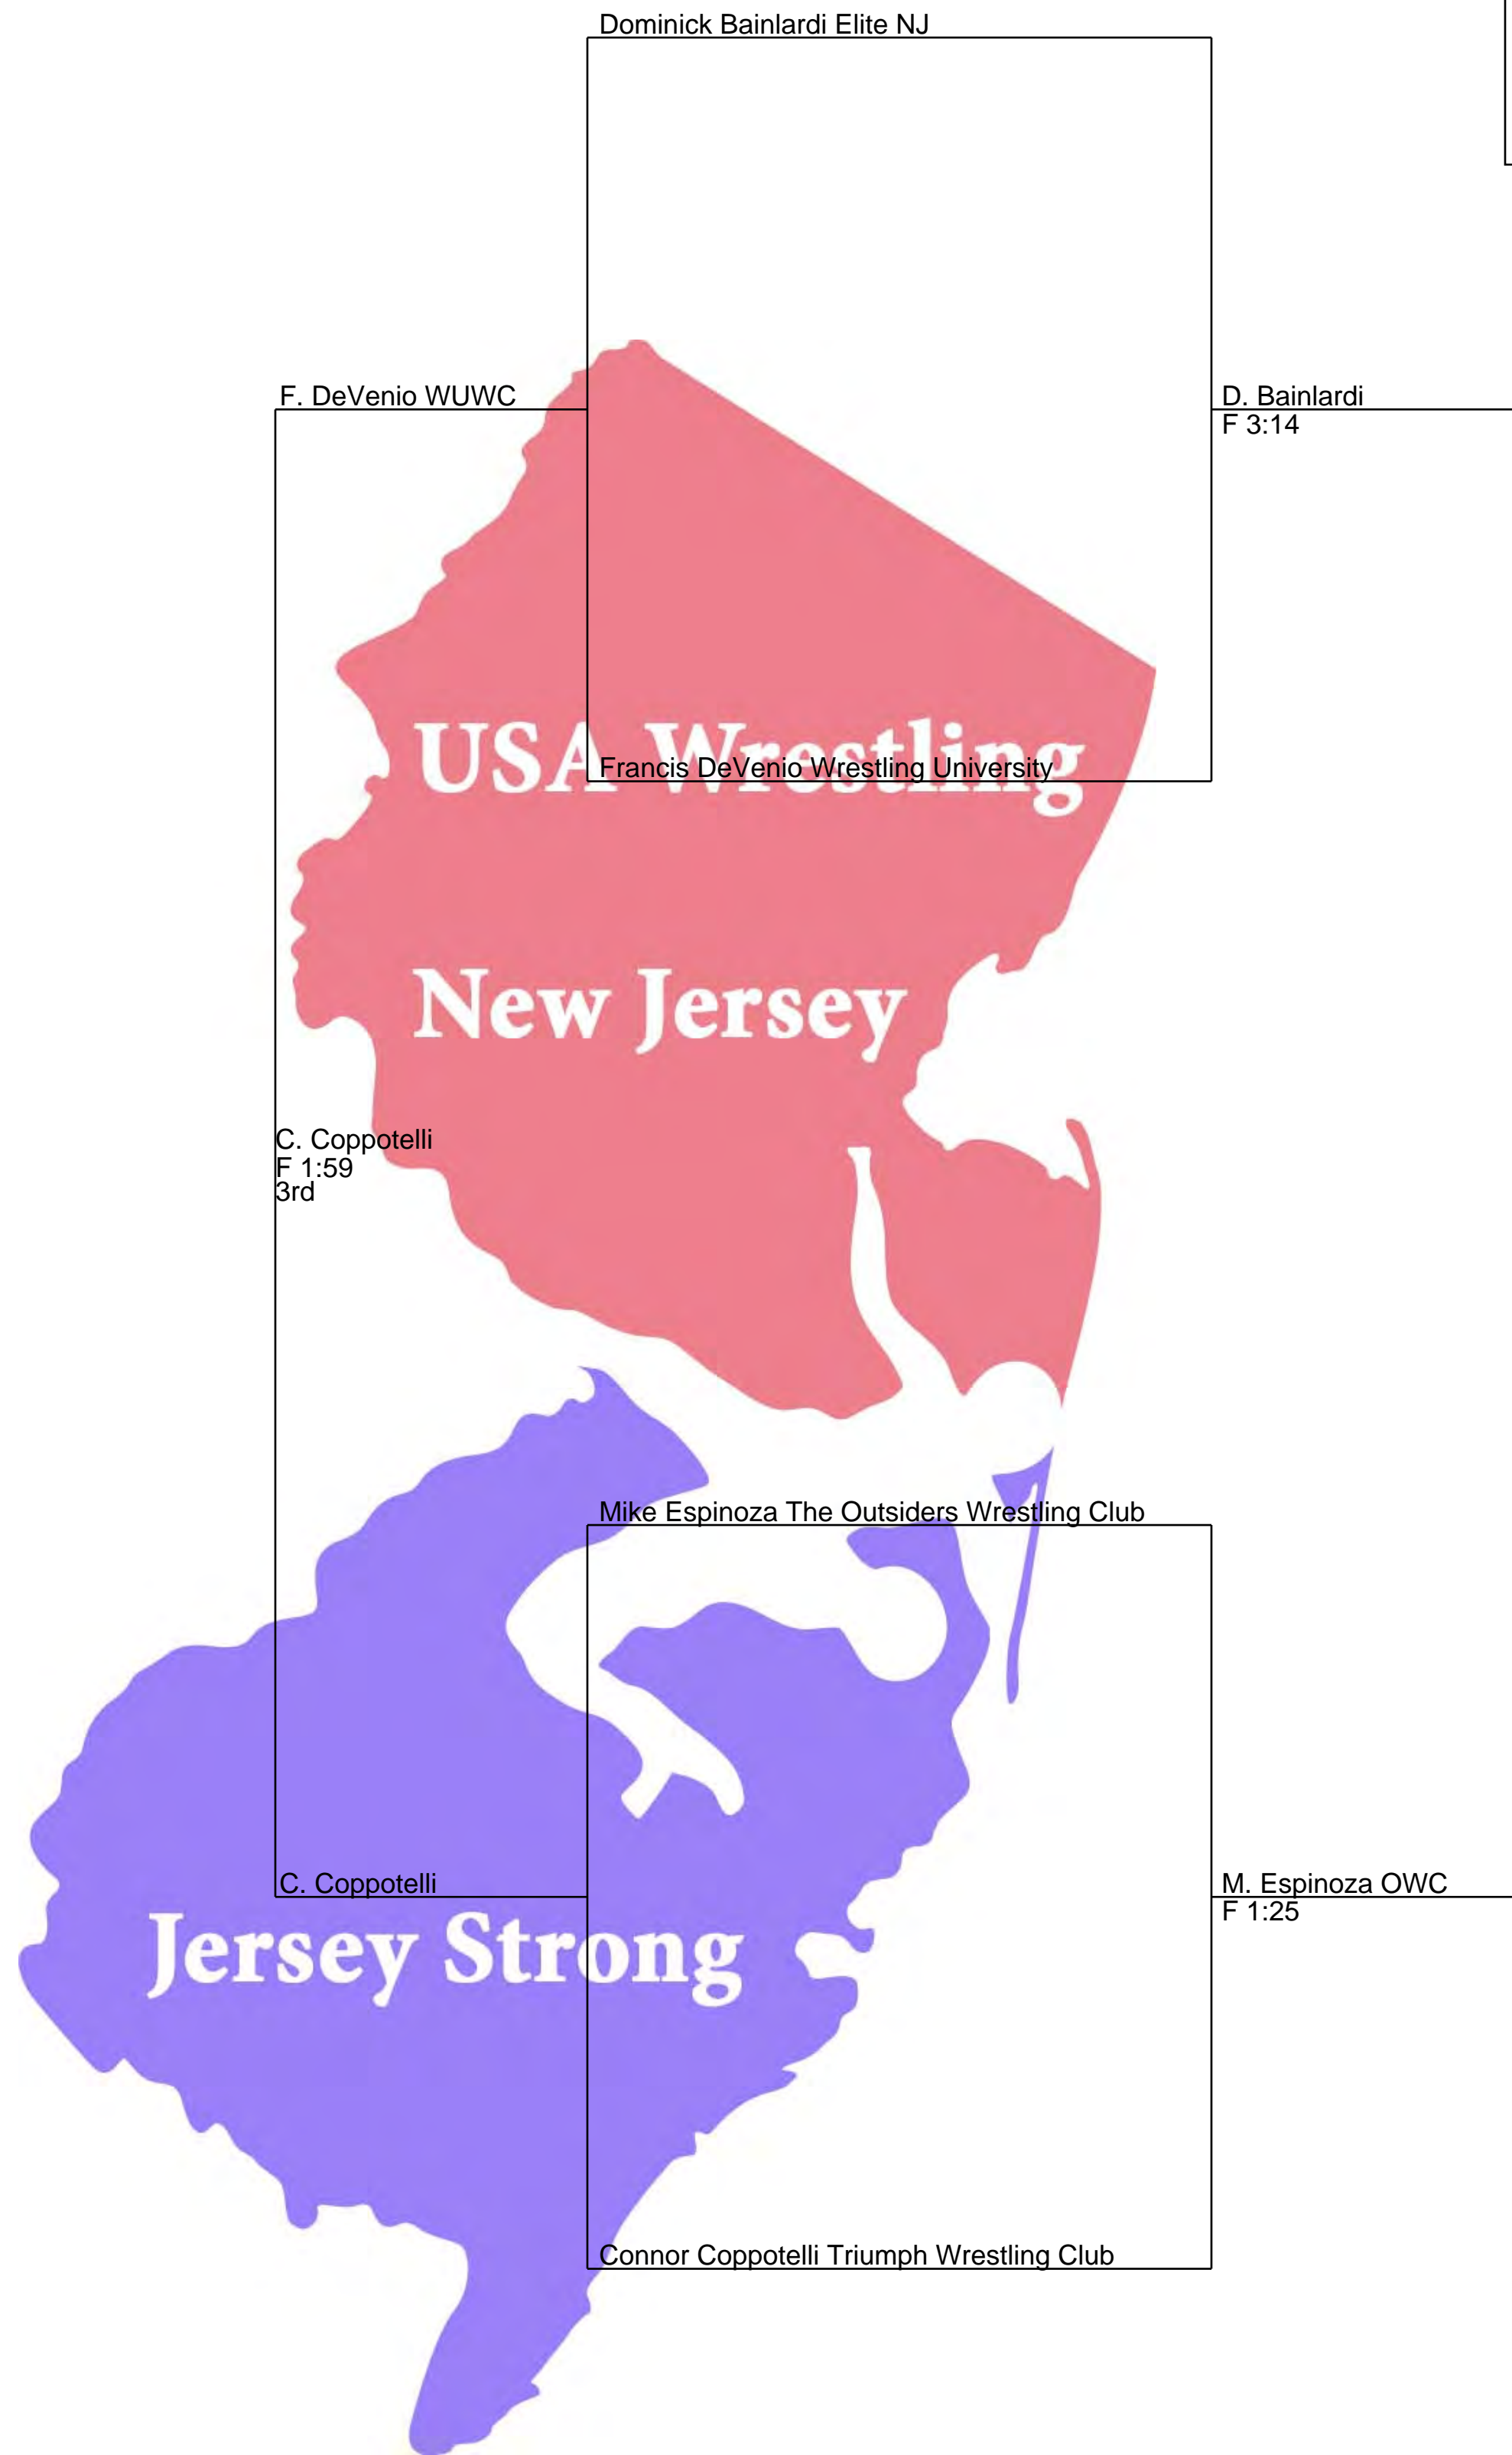 Dominick Bainlardi Elite NJ
F. DeVenio WUWC
D. Bainlardi
F 3:14
USA Wrestling
Francis DeVenio Wrestling University
New Jersey
C. Coppotelli
F 1:59
3rd
Mike Espinoza The Outsiders Wrestling Club
C. Coppotelli
M. Espinoza OWC
F 1:25
Jersey Strong
Connor Coppotelli Triumph Wrestling Club